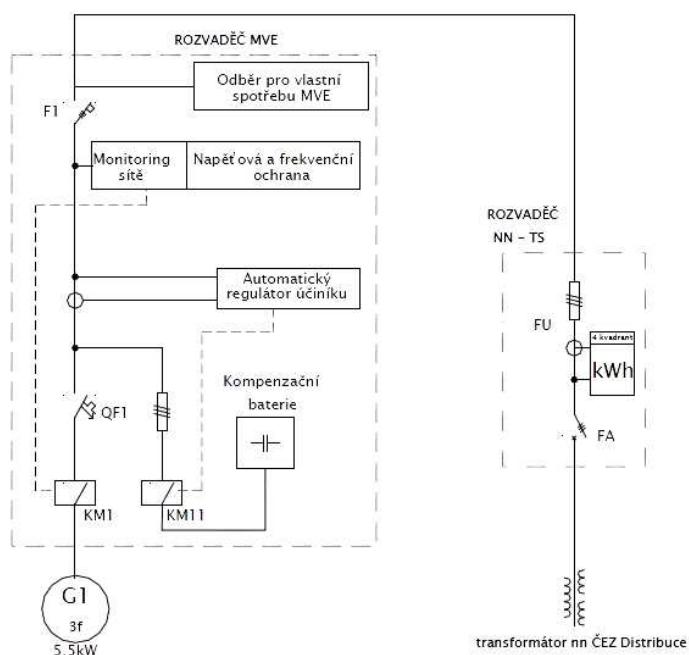 ROZVADĚČ MVE
Odběr pro vlastní
spotřebu MVE
F1
Monitoring
sítě
Napěťová a frekvenční
ochrana
ROZVADĚČ
NN - TS
Automatický
regulátor účiníku
FU
4 kvadrant
kWh
Kompenzační
baterie
QF1
FA
KM1
KM11
G1
3f
5.5kW
transformátor nn ČEZ Distribuce